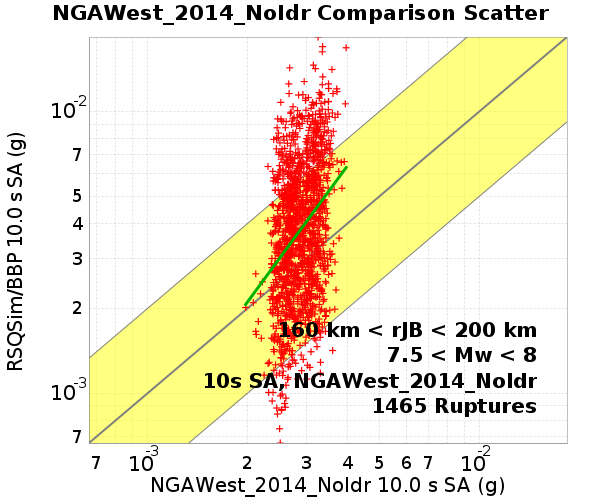 NGAWest_2014_NoIdr Comparison Scatter
RSQSim/BBP 10.0 s SA (g)
10-2
7
5
4
3
2
10-3
7
160 km < rJB < 200 km
7.5 < Mw < 8
10s SA, NGAWest_2014_NoIdr
1465 Ruptures
7 10-3 2 3 4 5 6 7 10-2
NGAWest_2014_NoIdr 10.0 s SA (g)